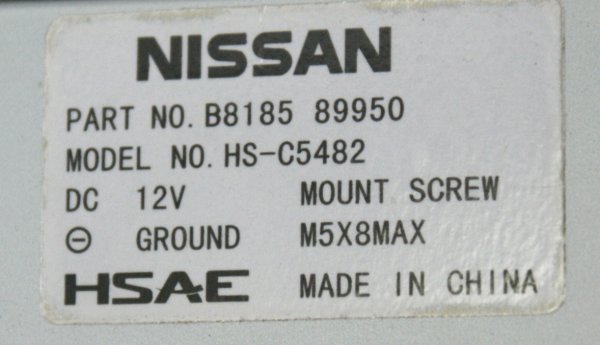 NISSAN
PART NO. B8185 89950
MODEL NO. HS-C5482
DC 12V MOUNT SCREW
⊖ GROUND M5X8MAX
HSAE MADE IN CHINA